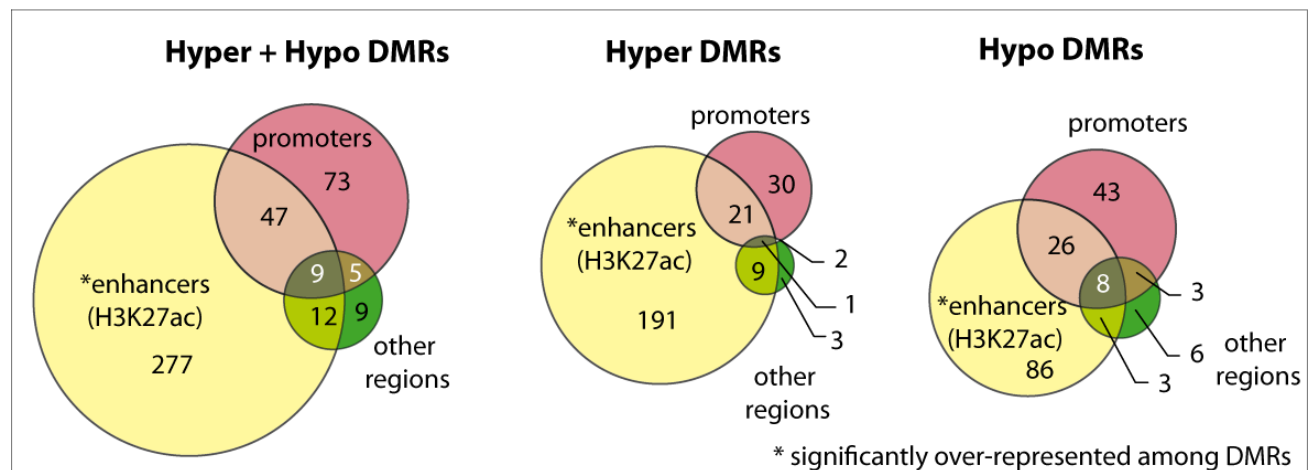 Hyper + Hypo DMRs
promoters
73
47
*enhancers
(H3K27ac)
9
5
12
9
277
other
regions
Hyper DMRs
promoters
30
21
*enhancers
(H3K27ac)
9
2
1
3
191
other
regions
Hypo DMRs
promoters
43
26
8
3
*enhancers
(H3K27ac)
86
3
6
other
regions
* significantly over-represented among DMRs